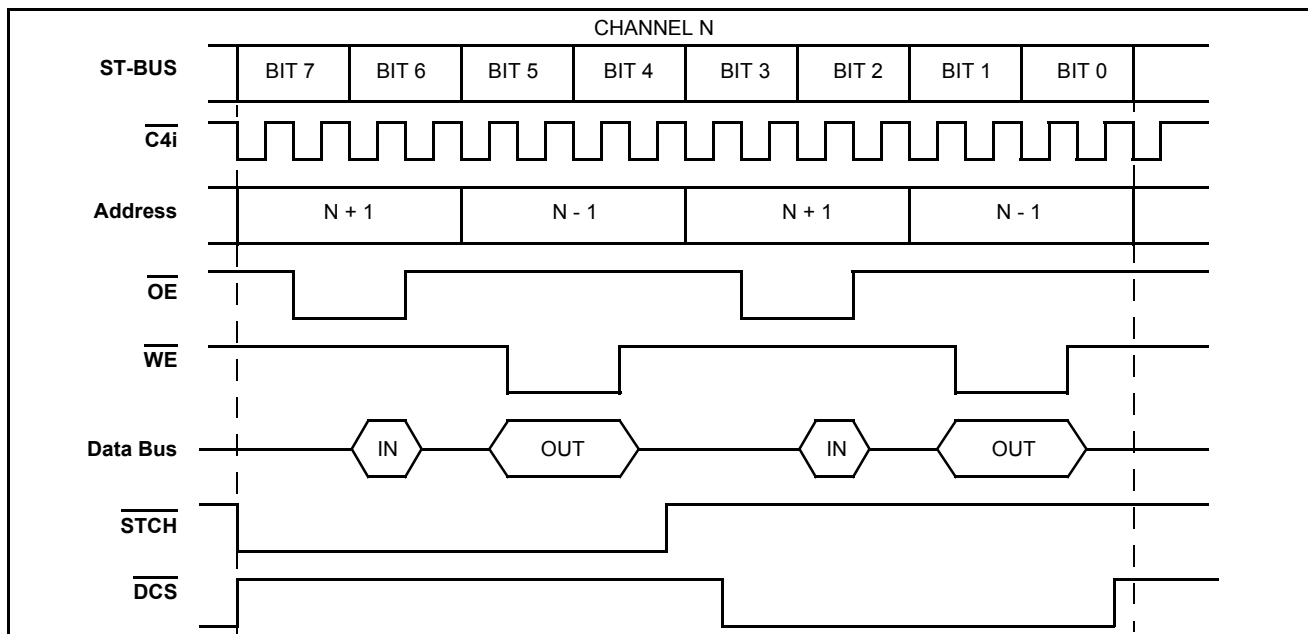 CHANNEL N
ST-BUS BIT 7 BIT 6 BIT 5 BIT 4 BIT 3 BIT 2 BIT 1 BIT 0
C4i
Address N + 1 N - 1 N + 1 N - 1
OE
WE
Data Bus IN OUT IN OUT
STCH
DCS